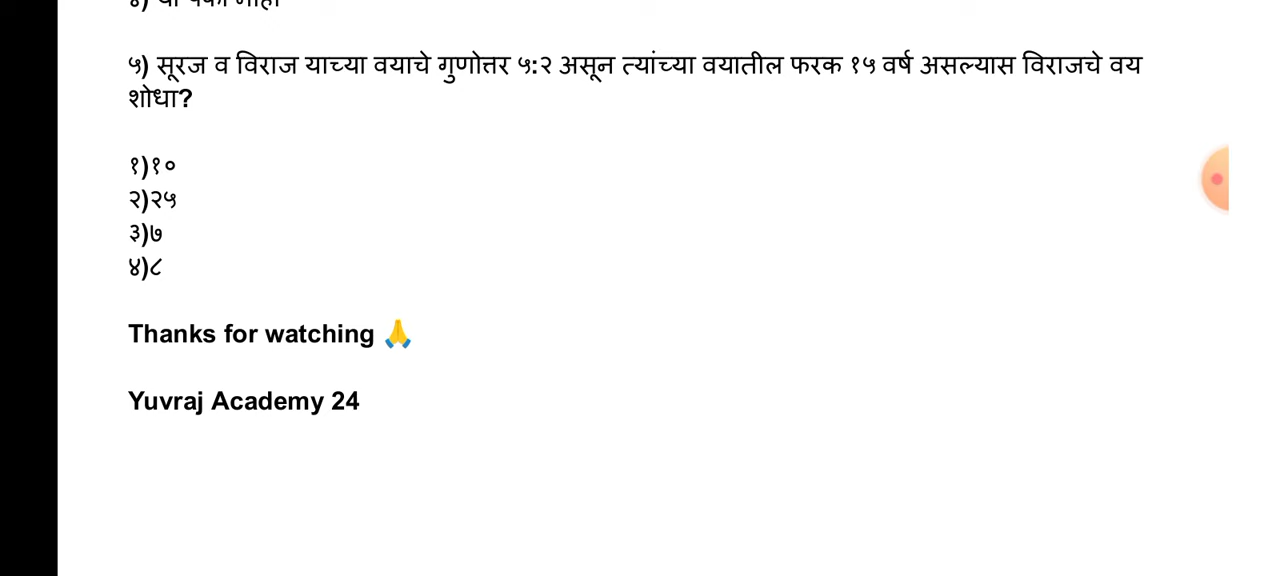 ५) सूरज व विराज याच्या वयाचे गुणोत्तर ५:२ असून त्यांच्या वयातील फरक १५ वर्ष असल्यास विराजचे वय
शोधा?
१)१०
२)२५
३)७
४)८
Thanks for watching 🙏
Yuvraj Academy 24